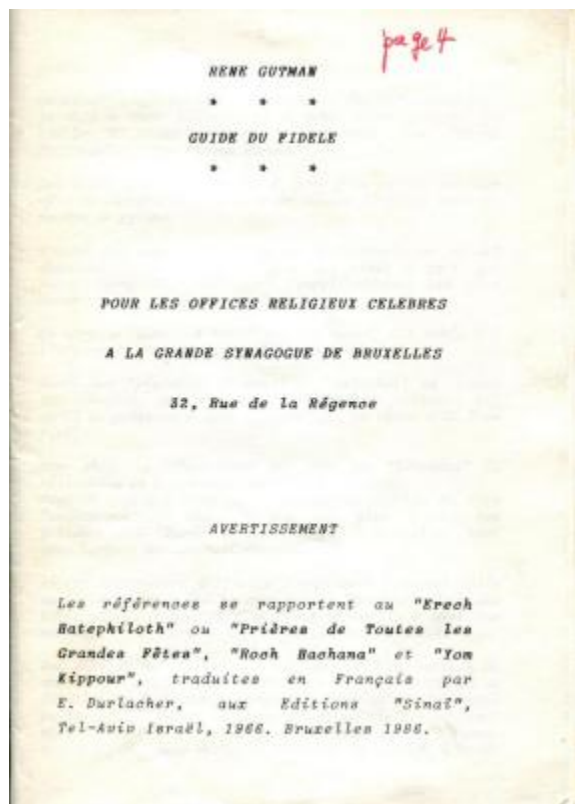 page 4
RENE GUTMAN
* * *
GUIDE DU FIDELE
* * *
POUR LES OFFICES RELIGIEUX CELEBRES
A LA GRANDE SYNAGOGUE DE BRUXELLES
32, Rue de la Régence
AVERTISSEMENT
Les références se rapportent au "Erech
Hatephiloth" ou "Prières de Toutes les
Grandes Fêtes", "Roch Hachana" et "Yom
Kippour", traduites en Français par
E. Durlacher, aux Editions "Sinaï",
Tel-Aviv Israël, 1966. Bruxelles 1986.